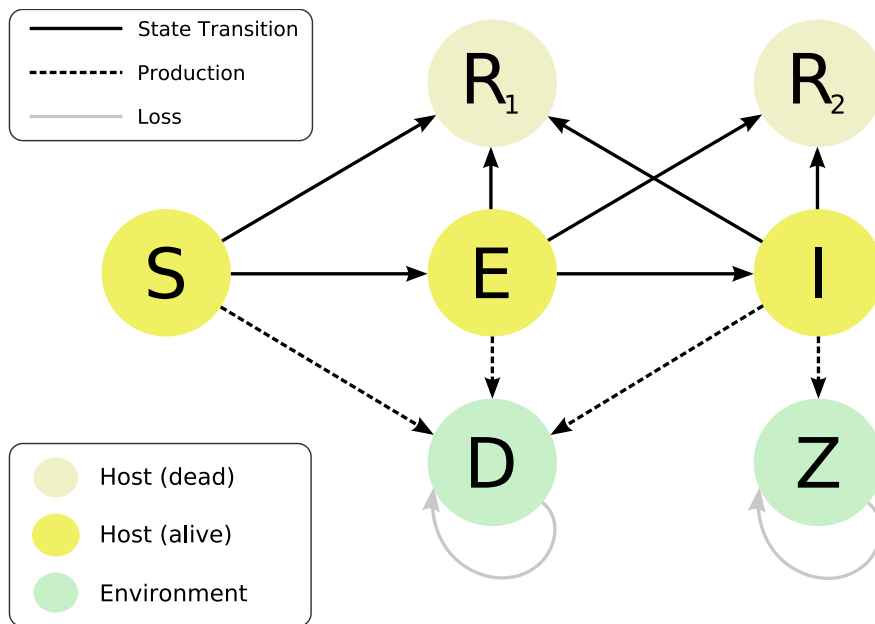 State Transition
Production
Loss
R1
R2
S
E
I
D
Z
Host (dead)
Host (alive)
Environment